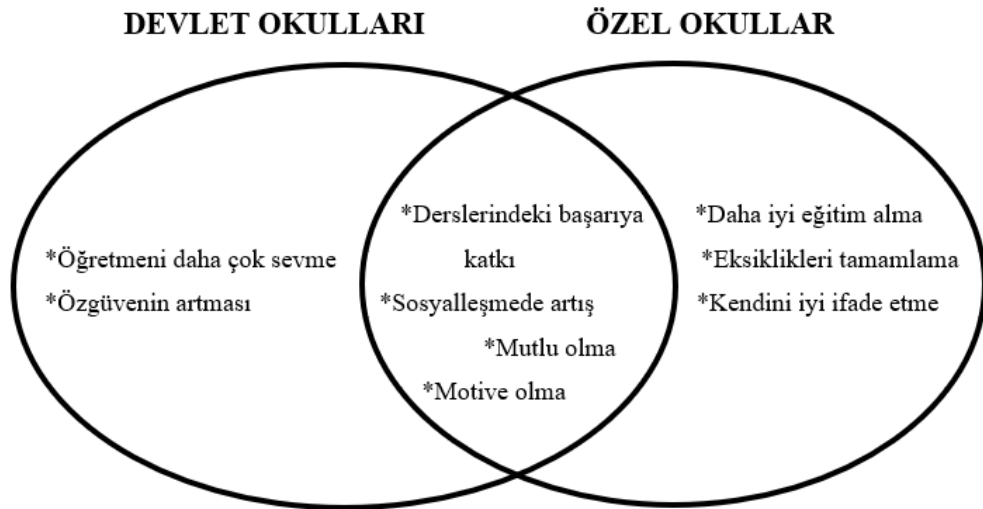 DEVLET OKULLARI
ÖZEL OKULLAR
*Öğretmeni daha çok sevme
*Özgüvenin artması
*Derslerindeki başarıya
katkı
*Sosyalleşmede artış
*Mutlu olma
*Motive olma
*Daha iyi eğitim alma
*Eksiklikleri tamamlama
*Kendini iyi ifade etme